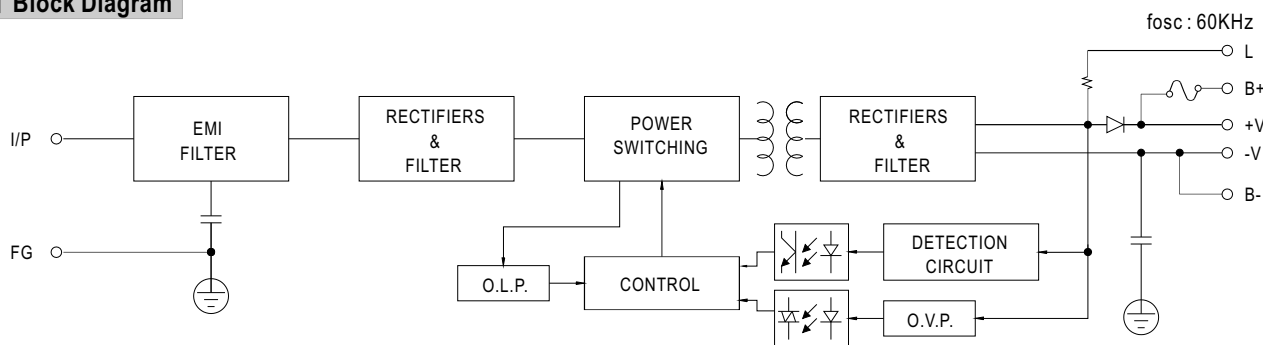 Block Diagram
fosc : 60KHz
L
B+
I/P
EMI
FILTER
RECTIFIERS
&
FILTER
POWER
SWITCHING
RECTIFIERS
&
FILTER
+V
-V
B-
FG
O.L.P.
CONTROL
DETECTION
CIRCUIT
O.V.P.